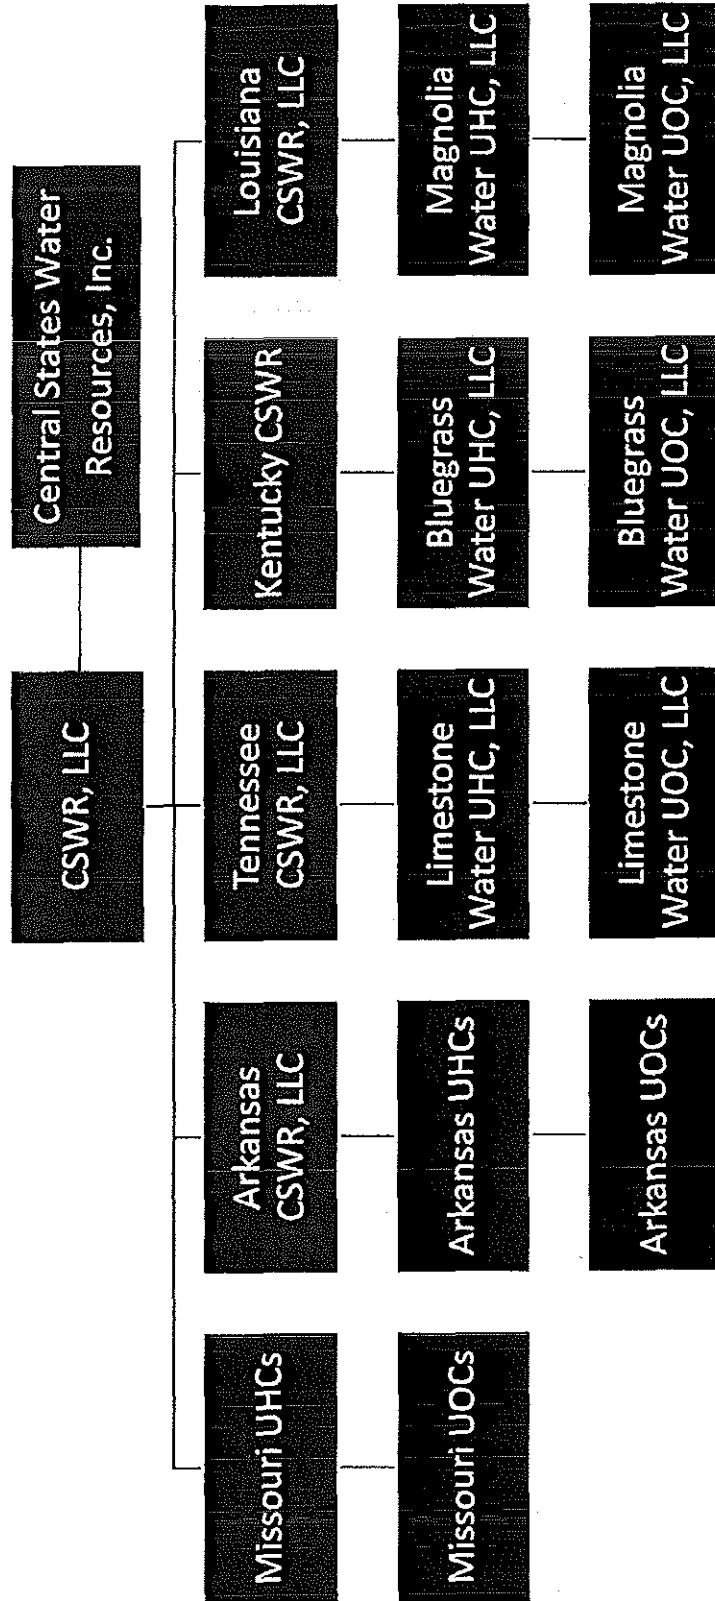 CSWR, LLC
Central States Water
Resources, Inc.
Missouri UHCs
Arkansas
CSWR, LLC
Tennessee
CSWR, LLC
Kentucky CSWR
Louisiana
CSWR, LLC
Missouri UOCs
Arkansas UHCs
Limestone
Water UHC, LLC
Bluegrass
Water UHC, LLC
Magnolia
Water UHC, LLC
Arkansas UOCs
Limestone
Water UOC, LLC
Bluegrass
Water UOC, LLC
Magnolia
Water UOC, LLC